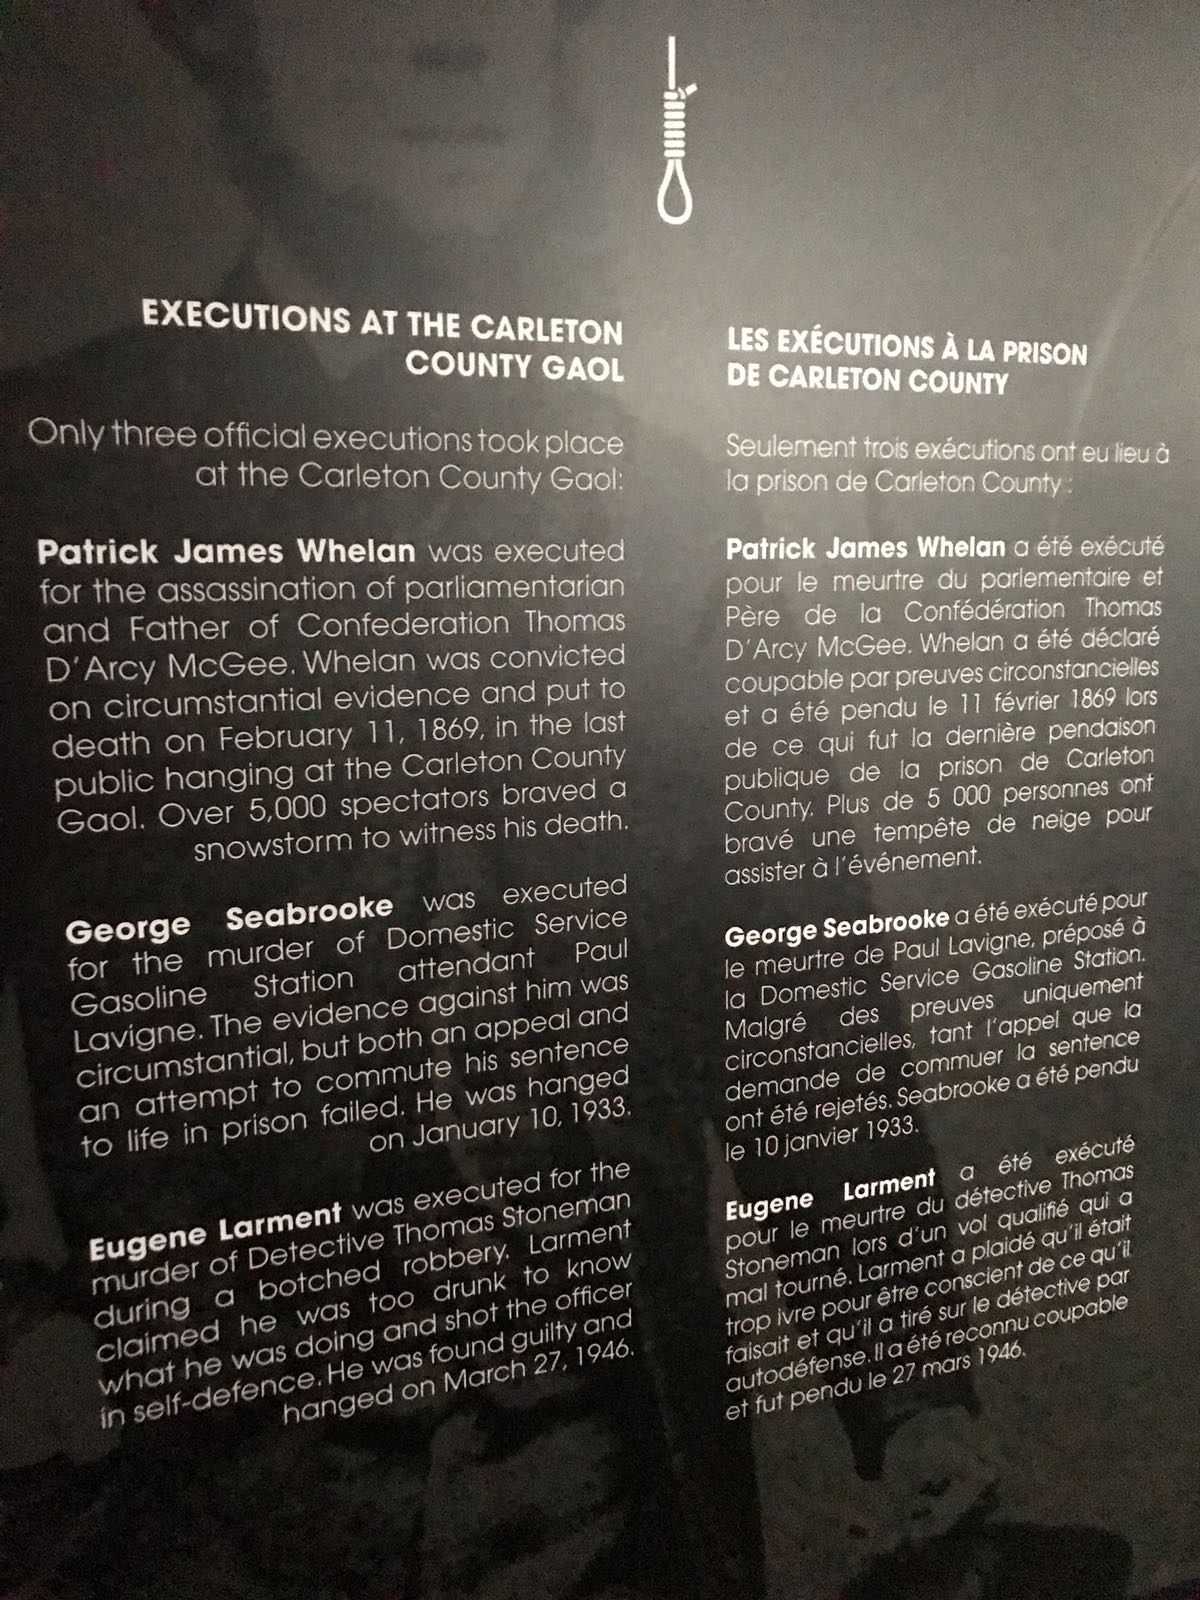 EXECUTIONS AT THE CARLETON
COUNTY GAOL
Only three official executions took place
at the Carleton County Gaol:
Patrick James Whelan was executed
for the assassination of parliamentarian
and Father of Confederation Thomas
D'Arcy McGee. Whelan was convicted
on circumstantial evidence and put to
death on February 11, 1869, in the last
public hanging at the Carleton County
Gaol. Over 5,000 spectators braved a
snowstorm to witness his death.
George Seabrooke was executed
for the murder of Domestic Service
Gasoline Station attendant Paul
Lavigne. The evidence against him was
circumstantial, but both an appeal and
an attempt to commute his sentence
to life in prison failed. He was hanged
on January 10, 1933.
Eugene Larment was executed for the
murder of Detective Thomas Stoneman
during a botched robbery. Larment
claimed he was too drunk to know
what he was doing and shot the officer
in self-defence. He was found guilty and
hanged on March 27, 1946.
LES EXÉCUTIONS À LA PRISON
DE CARLETON COUNTY
Seulement trois exécutions ont eu lieu à
la prison de Carleton County :
Patrick James Whelan a été exécuté
pour le meurtre du parlementaire et
Père de la Confédération Thomas
D'Arcy McGee. Whelan a été déclaré
coupable par preuves circonstancielles
et a été pendu le 11 février 1869 lors
de ce qui fut la dernière pendaison
publique de la prison de Carleton
County. Plus de 5 000 personnes ont
bravé une tempête de neige pour
assister à l'événement.
George Seabrooke a été exécuté pour
le meurtre de Paul Lavigne, préposé à
la Domestic Service Gasoline Station.
Malgré des preuves uniquement
circonstancielles, tant l'appel que la
demande de commuer la sentence
ont été rejetés. Seabrooke a été pendu
le 10 janvier 1933.
Eugene Larment a été exécuté
pour le meurtre du détective Thomas
Stoneman lors d'un vol qualifié qui a
mal tourné. Larment a plaidé qu'il était
trop ivre pour être conscient de ce qu'il
faisait et qu'il a tiré sur le détective par
autodéfense. Il a été reconnu coupable
et fut pendu le 27 mars 1946.